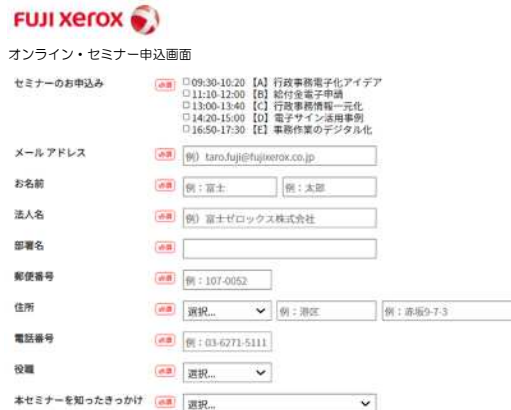 FUJI xerox
オンライン・セミナー申込画面
セミナーのお申込み 必須 09:30-10:20 【A】行政事務電子化アイデア
11:10-12:00 【B】給付金電子申請
13:00-13:40 【C】行政事務情報一元化
14:20-15:00 【D】電子サイン活用事例
16:50-17:30 【E】事務作業のデジタル化
メールアドレス 必須 例）taro.fuji@fujixerox.co.jp
お名前 必須 例：富士 例：太郎
法人名 必須 例）富士ゼロックス株式会社
部署名 必須
郵便番号 必須 例：107-0052
住所 必須 選択... 例：港区 例：赤坂9-7-3
電話番号 必須 例：03-6271-5111
役職 必須 選択...
本セミナーを知ったきっかけ 必須 選択...